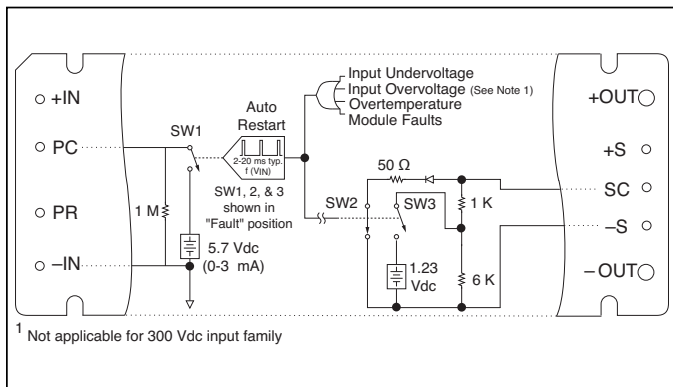 +IN
PC
PR
–IN
SW1
1 M
5.7 Vdc
(0-3 mA)
Auto
Restart
2-20 ms typ.
f (VIN)
SW1, 2, & 3
shown in
"Fault" position
Input Undervoltage
Input Overvoltage (See Note 1)
Overtemperature
Module Faults
50 Ω
SW2
SW3
1 K
1.23
Vdc
6 K
+OUT
+S
SC
–S
–OUT
1 Not applicable for 300 Vdc input family